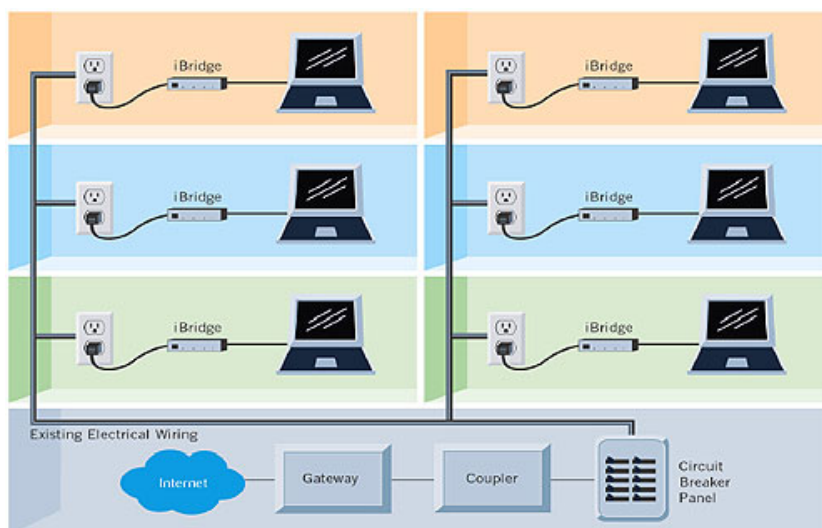 iBridge
iBridge
iBridge
iBridge
iBridge
iBridge
Existing Electrical Wiring
Internet
Gateway
Coupler
Circuit
Breaker
Panel